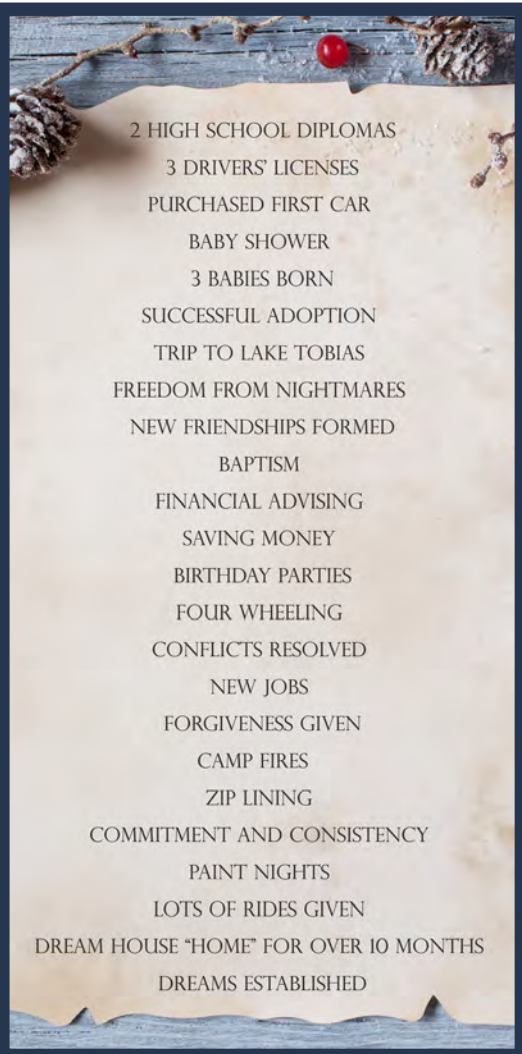 2 HIGH SCHOOL DIPLOMAS
3 DRIVERS' LICENSES
PURCHASED FIRST CAR
BABY SHOWER
3 BABIES BORN
SUCCESSFUL ADOPTION
TRIP TO LAKE TOBIAS
FREEDOM FROM NIGHTMARES
NEW FRIENDSHIPS FORMED
BAPTISM
FINANCIAL ADVISING
SAVING MONEY
BIRTHDAY PARTIES
FOUR WHEELING
CONFLICTS RESOLVED
NEW JOBS
FORGIVENESS GIVEN
CAMP FIRES
ZIP LINING
COMMITMENT AND CONSISTENCY
PAINT NIGHTS
LOTS OF RIDES GIVEN
DREAM HOUSE “HOME” FOR OVER 10 MONTHS
DREAMS ESTABLISHED